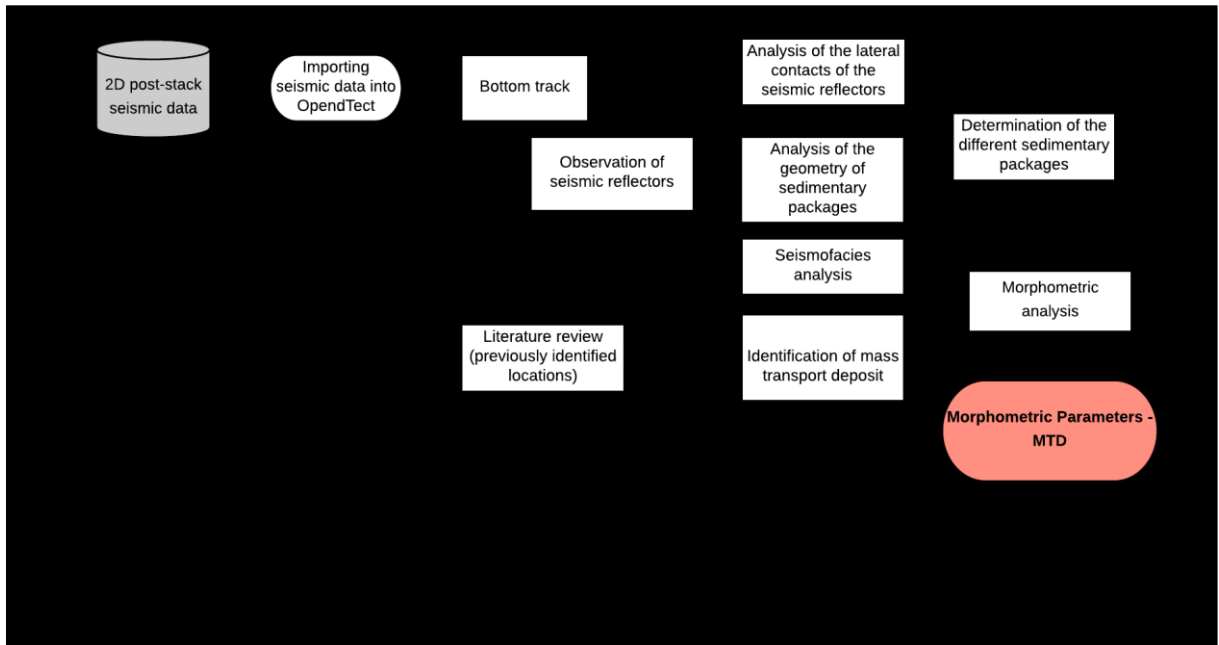 2D post-stack
seismic data
Importing
seismic data into
OpendTect
Bottom track
Observation of
seismic reflectors
Literature review
(previously identified
locations)
Analysis of the lateral
contacts of the
seismic reflectors
Analysis of the
geometry of
sedimentary
packages
Seismofacies
analysis
Identification of mass
transport deposit
Determination of the
different sedimentary
packages
Morphometric
analysis
Morphometric Parameters -
MTD